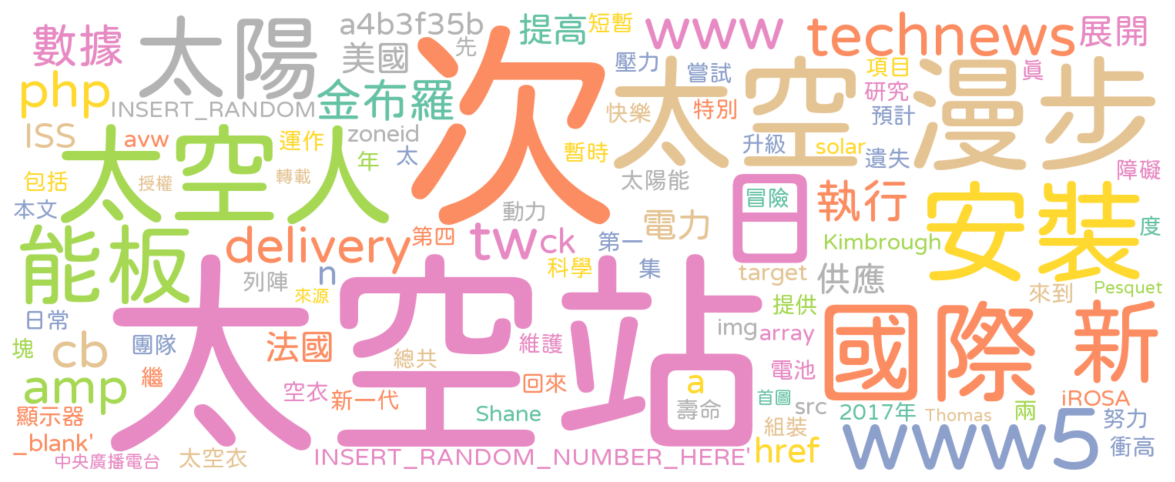 數據
太陽
a4b3f35b
美國
先
次
提高
短暫
www
technews
展開
壓力
嘗試
項目
真
php
INSERT_RANDOM
金布羅
快樂
特別
研究
預計
太空
漫步
ISS
avw
運作
zoneid
暫時
升級
solar
遺失
障礙
太空人
年
太
包括
授權
轉載
太陽能
冒險
執行
安裝
本文
動力
日
度
能板
delivery
第四
tw
ck
第一
電力
Kimbrough
n
列陣
科學
集
target
供應
來到
Pesquet
來源
太空站
提供
國際
新
日常
img
array
塊
cb
團隊
法國
總共
維護
電池
繼
amp
空衣
新一代
回來
a
首圖
src
iROSA
顯示器
Shane
壽命
2017年
Thomas
兩
組裝
努力
_blank'
中央廣播電台
太空衣
INSERT_RANDOM_NUMBER_HERE'
href
www5
衝高